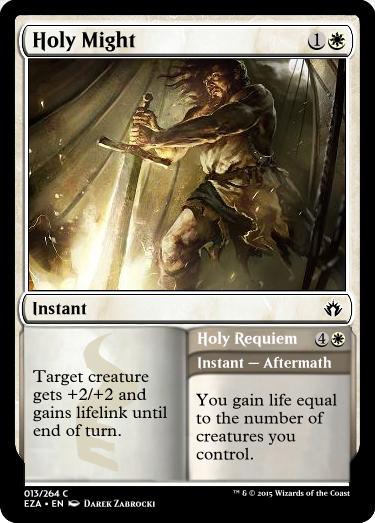 Holy Might 1
Instant
Target creature
gets +2/+2 and
gains lifelink until
end of turn.
Holy Requiem 4
Instant — Aftermath
You gain life equal
to the number of
creatures you
control.
013/264 C
EZA • EN Darek Zabrocki
™ & © 2015 Wizards of the Coast